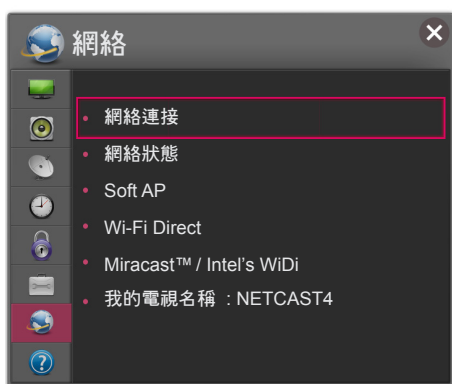 網絡
網絡連接
網絡狀態
Soft AP
Wi-Fi Direct
Miracast™ / Intel's WiDi
我的電視名稱 : NETCAST4